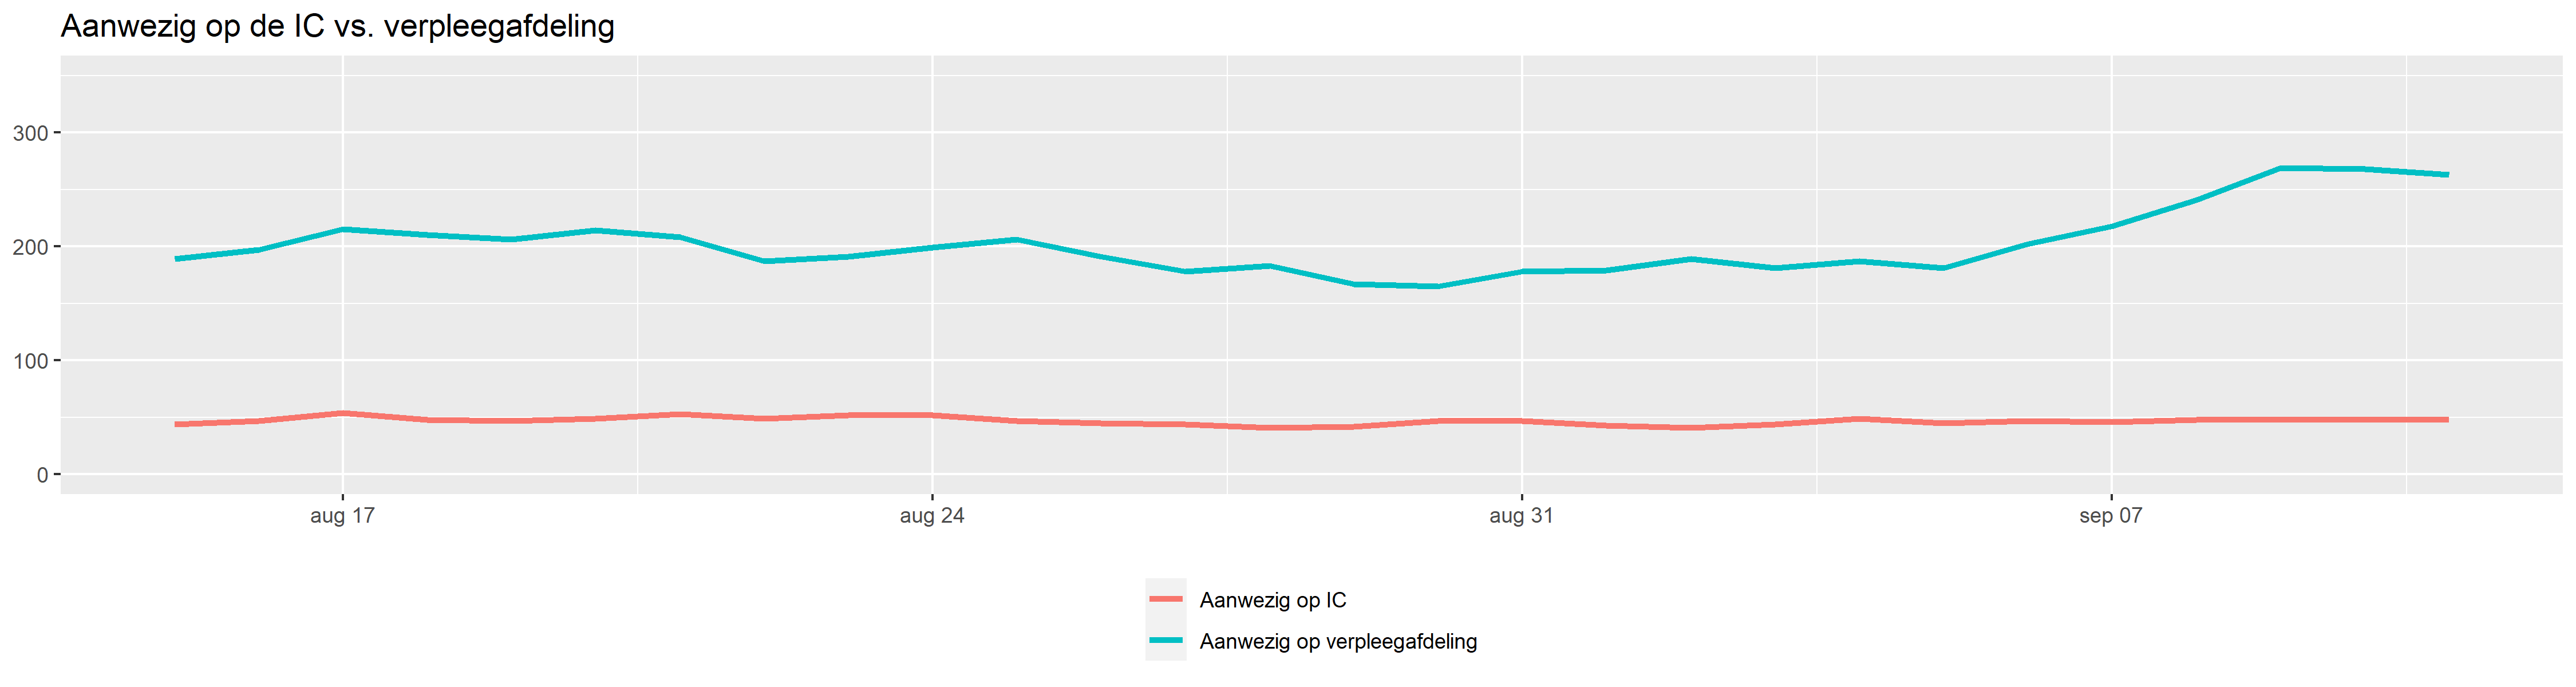 Aanwezig op de IC vs. verpleegafdeling
300
200
100
0
aug 17 aug 24 aug 31 sep 07
Aanwezig op IC
Aanwezig op verpleegafdeling